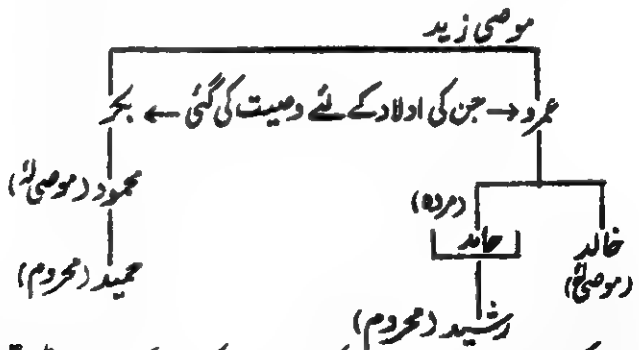 موصی زید
عمرو → جن کی اولاد کے لئے وصیت کی گئی ← بکر
محمود (موصیٰ لہٗ)
(مردہ)
خالد حامد
(موصیٰ لہٗ)
حمید (محروم)
رشید (محروم)